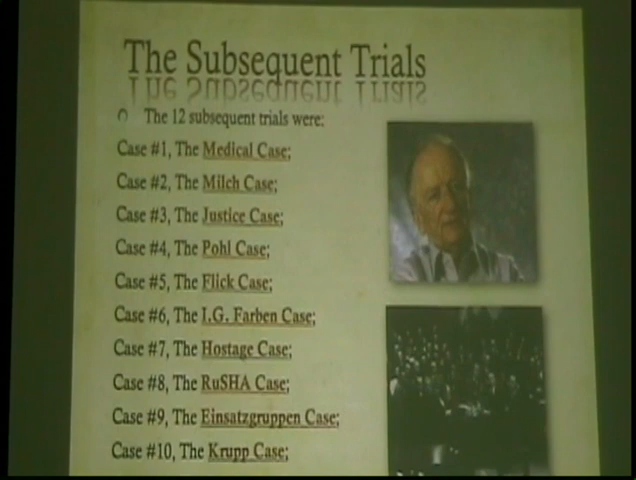 The Subsequent Trials
The 12 subsequent trials were:
Case #1, The Medical Case;
Case #2, The Milch Case;
Case #3, The Justice Case;
Case #4, The Pohl Case;
Case #5, The Flick Case;
Case #6, The I.G. Farben Case;
Case #7, The Hostage Case;
Case #8, The RuSHA Case;
Case #9, The Einsatzgruppen Case;
Case #10, The Krupp Case;